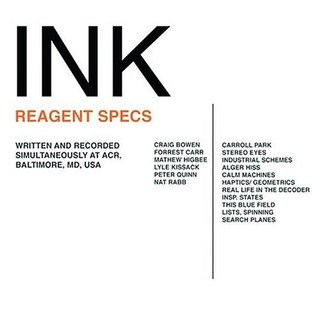 INK
REAGENT SPECS
WRITTEN AND RECORDED
SIMULTANEOUSLY AT ACR,
BALTIMORE, MD, USA
CRAIG BOWEN
FORREST CARR
MATHEW HIGBEE
LYLE KISSACK
PETER QUINN
NAT RABB
CARROLL PARK
STEREO EYES
INDUSTRIAL SCHEMES
ALGER HISS
CALM MACHINES
HAPTICS/ GEOMETRICS
REAL LIFE IN THE DECODER
INSP. STATES
THIS BLUE FIELD
LISTS, SPINNING
SEARCH PLANES